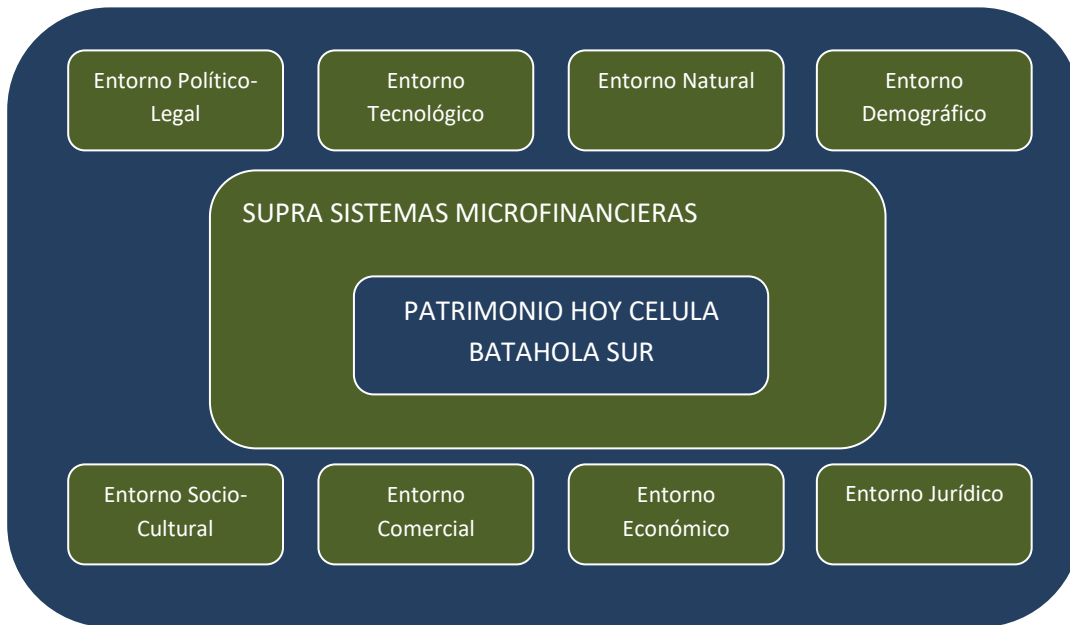 Entorno Político-
Legal
Entorno
Tecnológico
Entorno Natural
Entorno
Demográfico
SUPRA SISTEMAS MICROFINANCIERAS
PATRIMONIO HOY CELULA
BATAHOLA SUR
Entorno Socio-
Cultural
Entorno
Comercial
Entorno
Económico
Entorno Jurídico